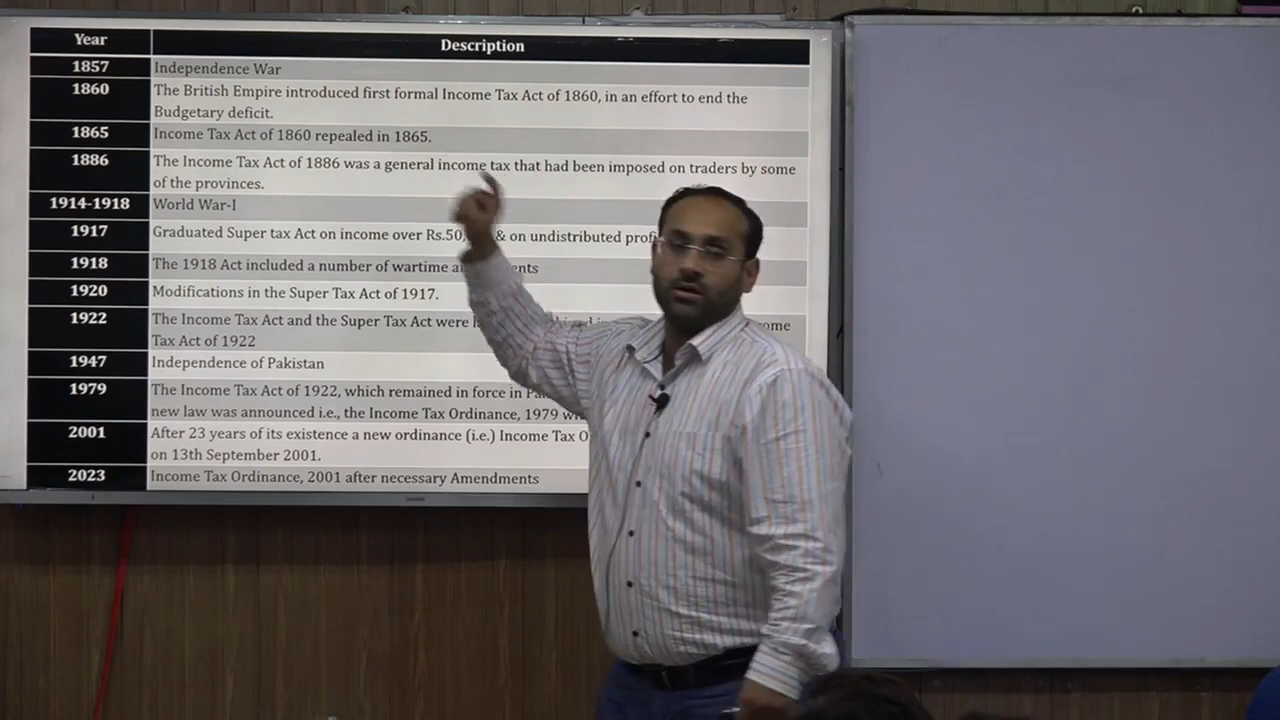 Year Description
1857 Independence War
1860 The British Empire introduced first formal Income Tax Act of 1860, in an effort to end the
Budgetary deficit.
1865 Income Tax Act of 1860 repealed in 1865.
1886 The Income Tax Act of 1886 was a general income tax that had been imposed on traders by some
of the provinces.
1914-1918 World War-I
1917 Graduated Super tax Act on income over Rs.50, & on undistributed
1918 The 1918 Act included a number of wartime
1920 Modifications in the Super Tax Act of 1917.
1922 The Income Tax Act and the Super Tax Act were
Tax Act of 1922
1947 Independence of Pakistan
1979 The Income Tax Act of 1922, which remained in force in
new law was announced i.e., the Income Tax Ordinance, 1979
2001 After 23 years of its existence a new ordinance (i.e.) Income Tax
on 13th September 2001.
2023 Income Tax Ordinance, 2001 after necessary Amendments